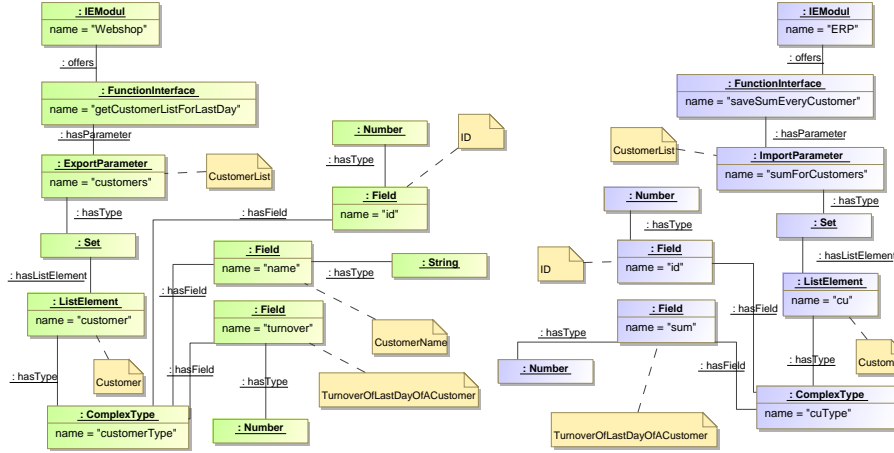 : IEModul
name = "Webshop"
: offers
: FunctionInterface
name = "getCustomerListForLastDay"
: hasParameter
: ExportParameter
name = "customers"
CustomerList
: hasType
: Set
: hasListElement
: ListElement
name = "customer"
Customer
: hasType
: ComplexType
name = "customerType"
: Number
: hasType
ID
: Field
name = "id"
: hasField
: Field
name = "name"
: hasType
: String
: hasField
: Field
name = "turnover"
CustomerName
: hasField
: hasType
TurnoverOfLastDayOfACustomer
: Number
: IEModul
name = "ERP"
: offers
: FunctionInterface
name = "saveSumEveryCustomer"
: hasParameter
CustomerList
: ImportParameter
name = "sumForCustomers"
: hasType
: Set
: hasListElement
: ListElement
name = "cu"
: Number
: hasType
: Field
name = "id"
ID
: hasField
: Field
name = "sum"
: hasType
: Number
: hasField
: hasType
: ComplexType
name = "cuType"
TurnoverOfLastDayOfACustomer